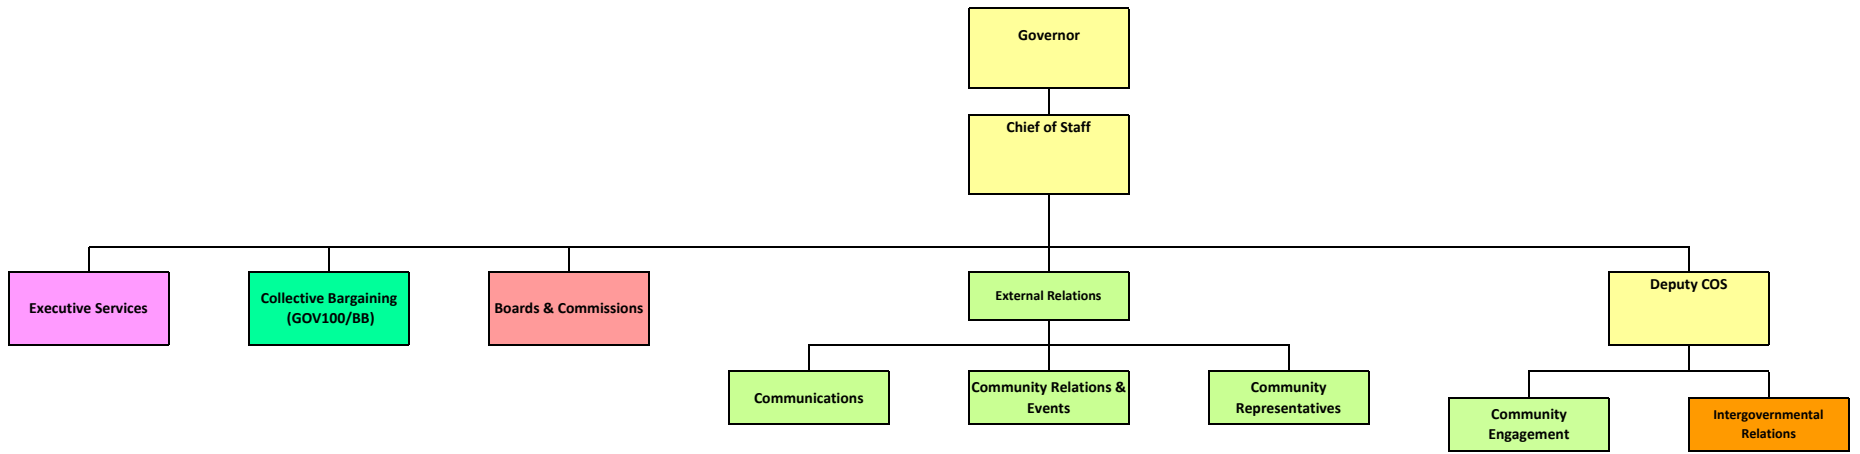 Governor
Chief of Staff
Executive Services
Collective Bargaining
(GOV100/BB)
Boards & Commissions
External Relations
Deputy COS
Communications
Community Relations &
Events
Community
Representatives
Community
Engagement
Intergovernmental
Relations